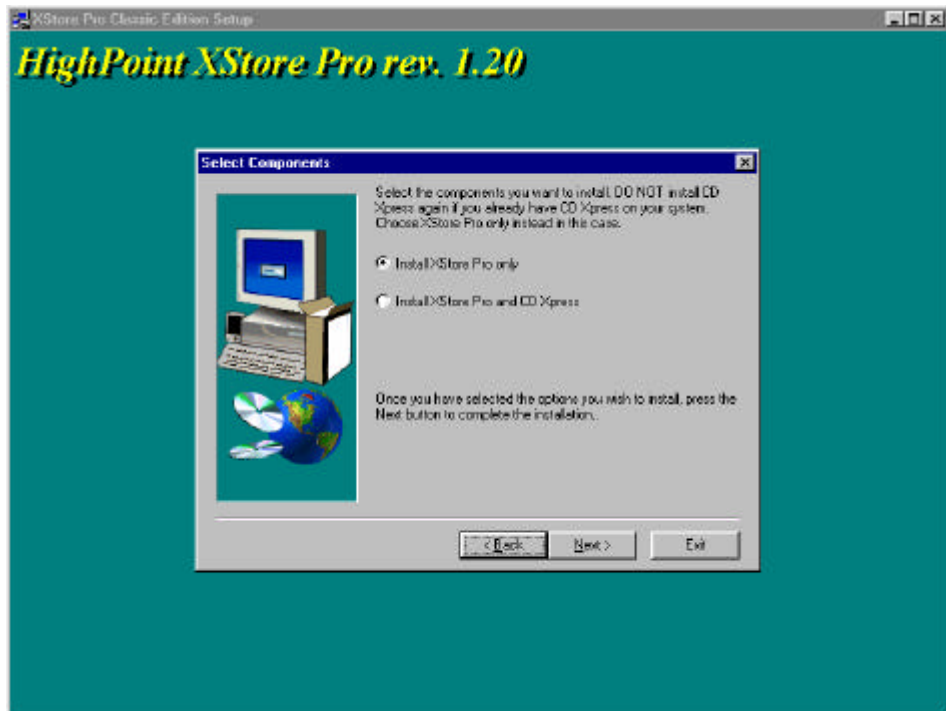 XStore Pro Classic Edition Setup
HighPoint XStore Pro rev. 1.20
Select Components
Select the components you want to install. DO NOT install CD
Xpress again if you already have CD Xpress on your system.
Choose XStore Pro only instead in this case.
Install XStore Pro only
Install XStore Pro and CD Xpress
Once you have selected the options you wish to install, press the
Next button to complete the installation..
< Back
Next >
Exit